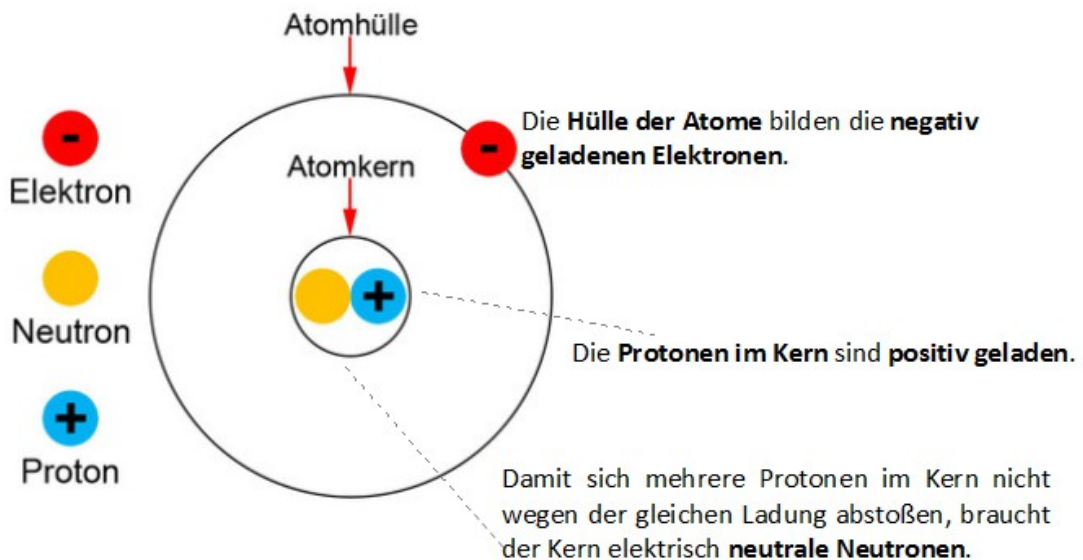 Atomhülle
-
Elektron
Neutron
+
Proton
Atomkern
-
+
Die Hülle der Atome bilden die negativ
geladenen Elektronen.
Die Protonen im Kern sind positiv geladen.
Damit sich mehrere Protonen im Kern nicht
wegen der gleichen Ladung abstoßen, braucht
der Kern elektrisch neutrale Neutronen.